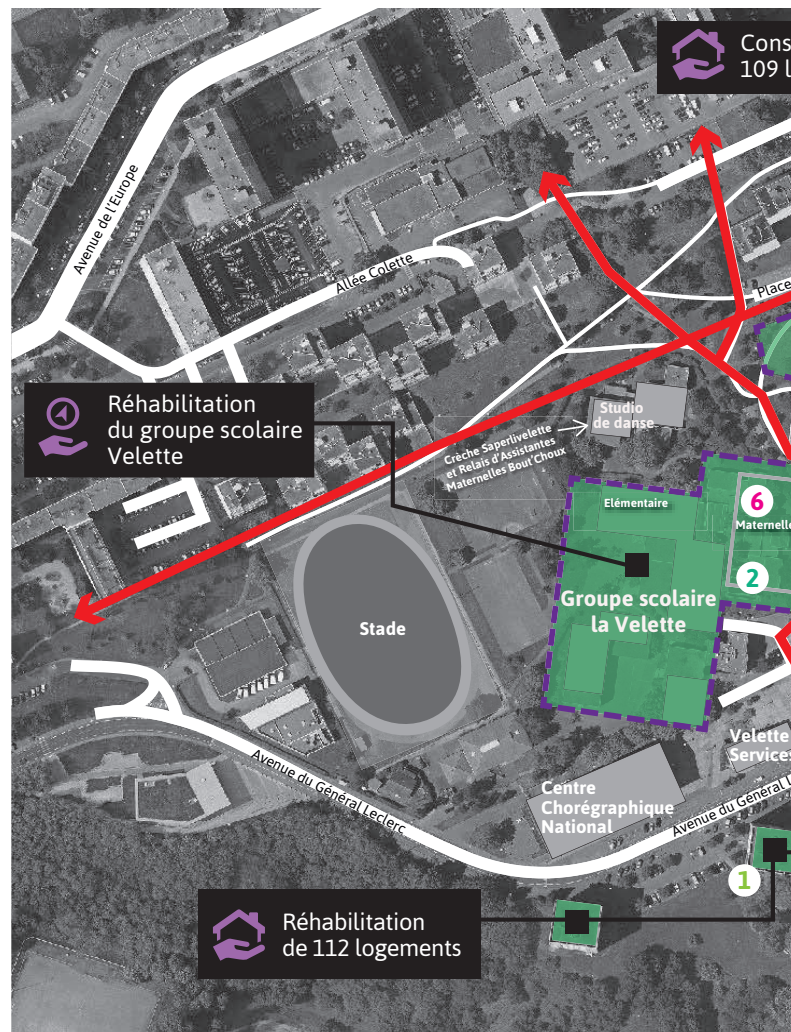 Cons
109 l
Avenue de l'Europe
Allée Colette
Place
Réhabilitation
du groupe scolaire
Velette
Studio
de danse
Crèche Saperlivelette
et Relais d'Assistantes
Maternelles Bout'Choux
Elémentaire
6
Maternelle
2
Groupe scolaire
la Velette
Stade
Velette
Services
Centre
Chorégraphique
National
Avenue du Général Leclerc
Avenue du Général L
1
Réhabilitation
de 112 logements